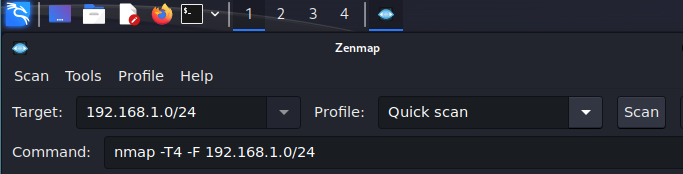 1 2 3 4
Zenmap
Scan Tools Profile Help
Target: 192.168.1.0/24 Profile: Quick scan Scan
Command: nmap -T4 -F 192.168.1.0/24